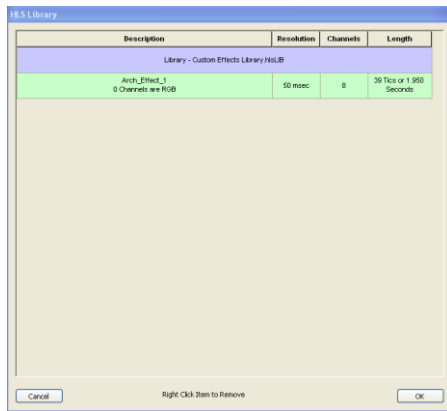 HLS Library
Description Resolution Channels Length
Library - Custom Effects Library.hlsLIB
Arch_Effect_1
0 Channels are RGB
50 msec
8
39 Tics or 1.950
Seconds
Cancel Right Click Item to Remove OK